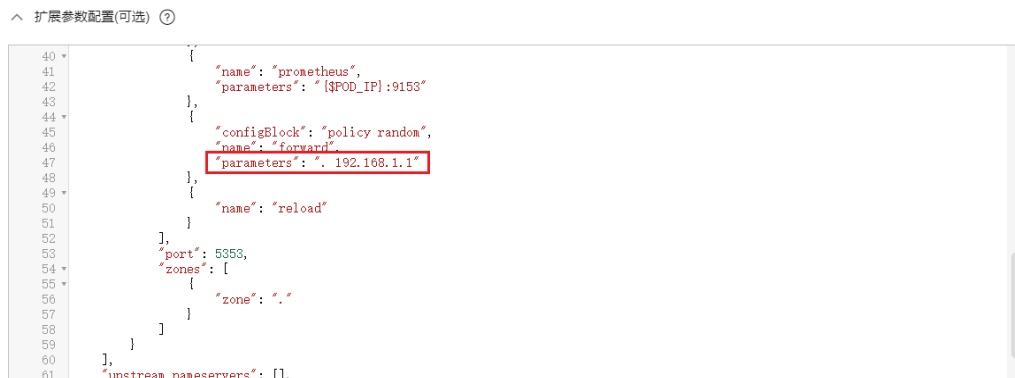 扩展参数配置(可选) ?
40 {
41 "name": "prometheus",
42 "parameters": "{$POD_IP}:9153"
43 },
44 {
45 "configBlock": "policy random",
46 "name": "forward",
47 "parameters": ". 192.168.1.1"
48 },
49 {
50 "name": "reload"
51 }
52 ],
53 "port": 5353,
54 "zones": [
55 {
56 "zone": "."
57 }
58 ]
59 }
60 ],
61 "upstream_nameservers": [],